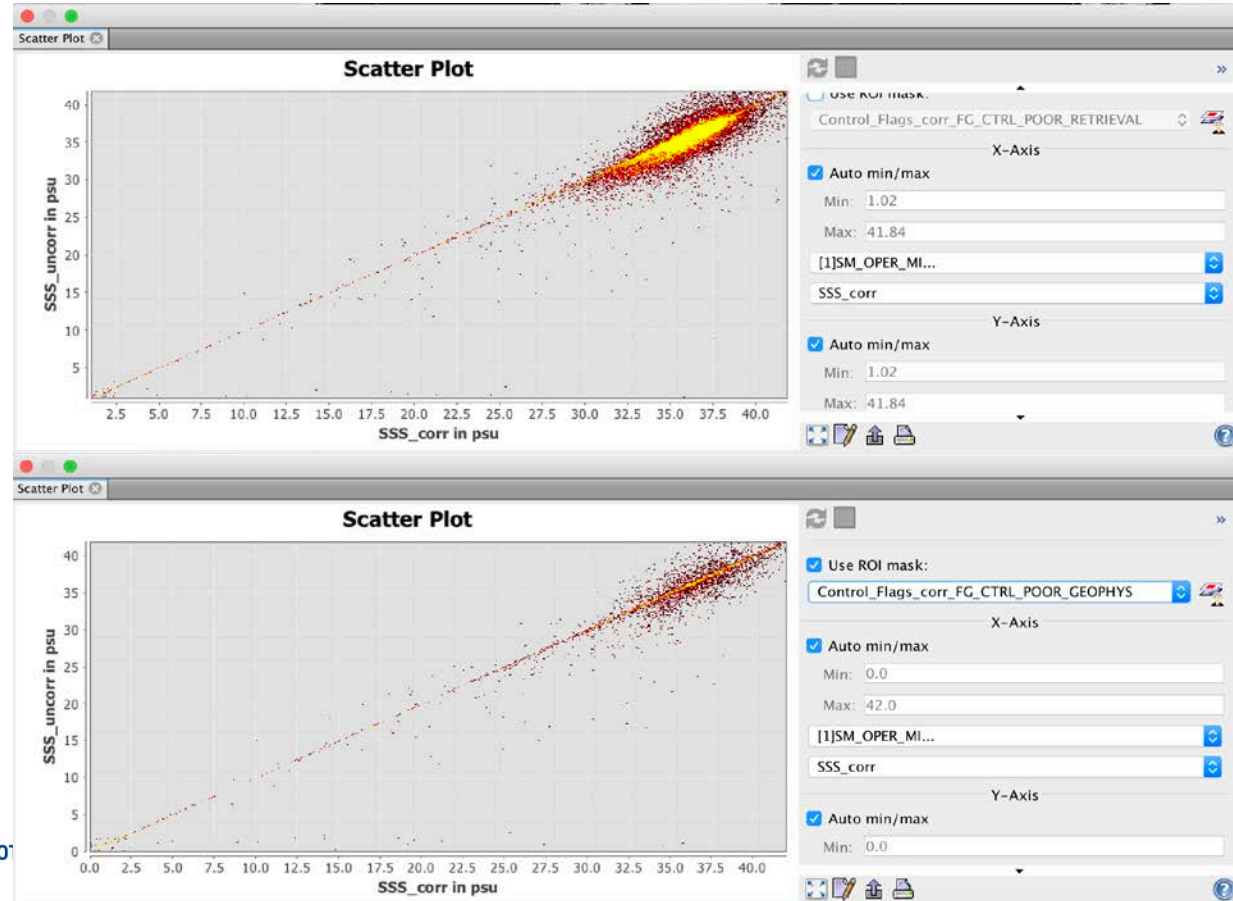 Scatter Plot
Scatter Plot
SSS_uncorr in psu
40
35
30
25
20
15
10
5
2.5 5.0 7.5 10.0 12.5 15.0 17.5 20.0 22.5 25.0 27.5 30.0 32.5 35.0 37.5 40.0
SSS_corr in psu
»
Use ROI mask:
Control_Flags_corr_FG_CTRL_POOR_RETRIEVAL
X-Axis
Auto min/max
Min: 1.02
Max: 41.84
[1]SM_OPER_MI...
SSS_corr
Y-Axis
Auto min/max
Min: 1.02
Max: 41.84
?
Scatter Plot
Scatter Plot
SSS_uncorr in psu
40
35
30
25
20
15
10
5
0
0.0 2.5 5.0 7.5 10.0 12.5 15.0 17.5 20.0 22.5 25.0 27.5 30.0 32.5 35.0 37.5 40.0
SSS_corr in psu
»
Use ROI mask:
Control_Flags_corr_FG_CTRL_POOR_GEOPHYS
X-Axis
Auto min/max
Min: 0.0
Max: 42.0
[1]SM_OPER_MI...
SSS_corr
Y-Axis
Auto min/max
Min: 0.0
?